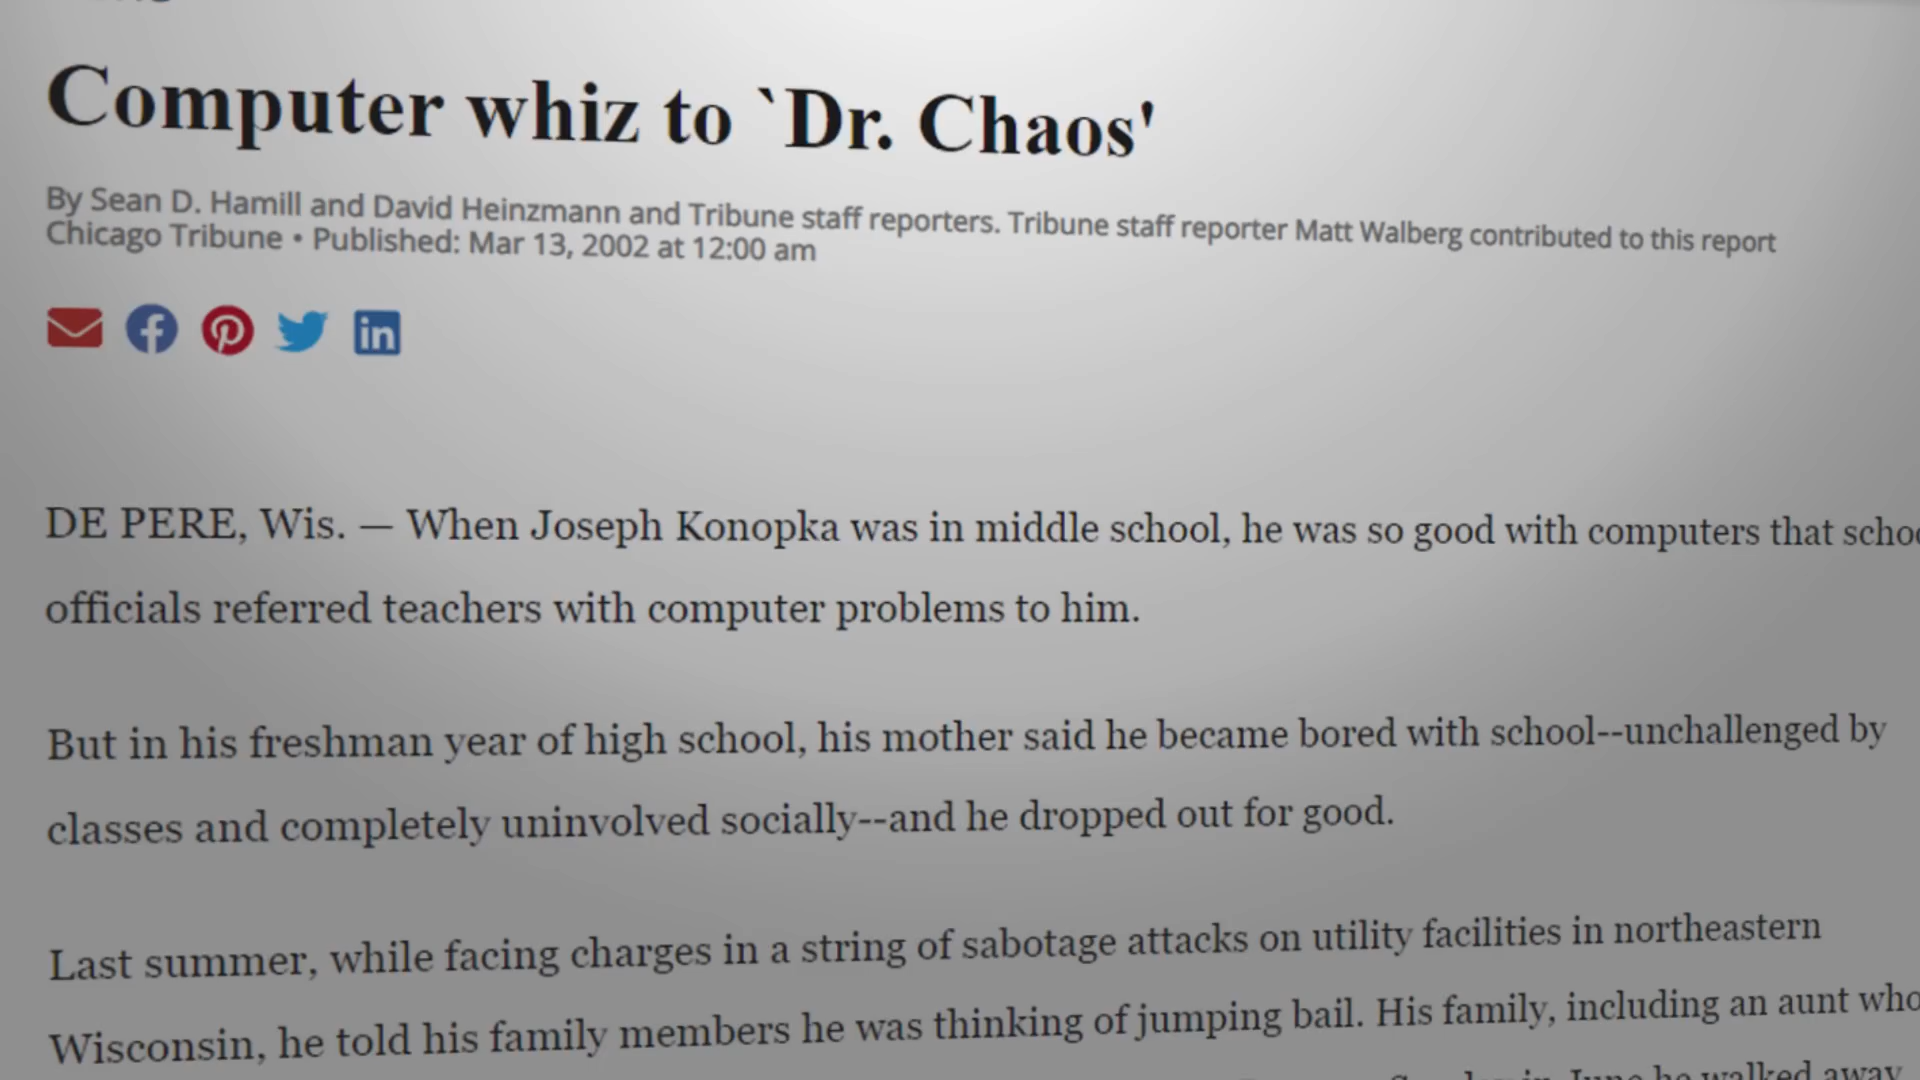 Computer whiz to `Dr. Chaos'
By Sean D. Hamill and David Heinzmann and Tribune staff reporters. Tribune staff reporter Matt Walberg contributed to this report
Chicago Tribune • Published: Mar 13, 2002 at 12:00 am
in
DE PERE, Wis. — When Joseph Konopka was in middle school, he was so good with computers that
officials referred teachers with computer problems to him.
But in his freshman year of high school, his mother said he became bored with school--unchallenged by
classes and completely uninvolved socially--and he dropped out for good.
Last summer, while facing charges in a string of sabotage attacks on utility facilities in northeastern
Wisconsin, he told his family members he was thinking of jumping bail. His family, including an aunt who
in June he walked away